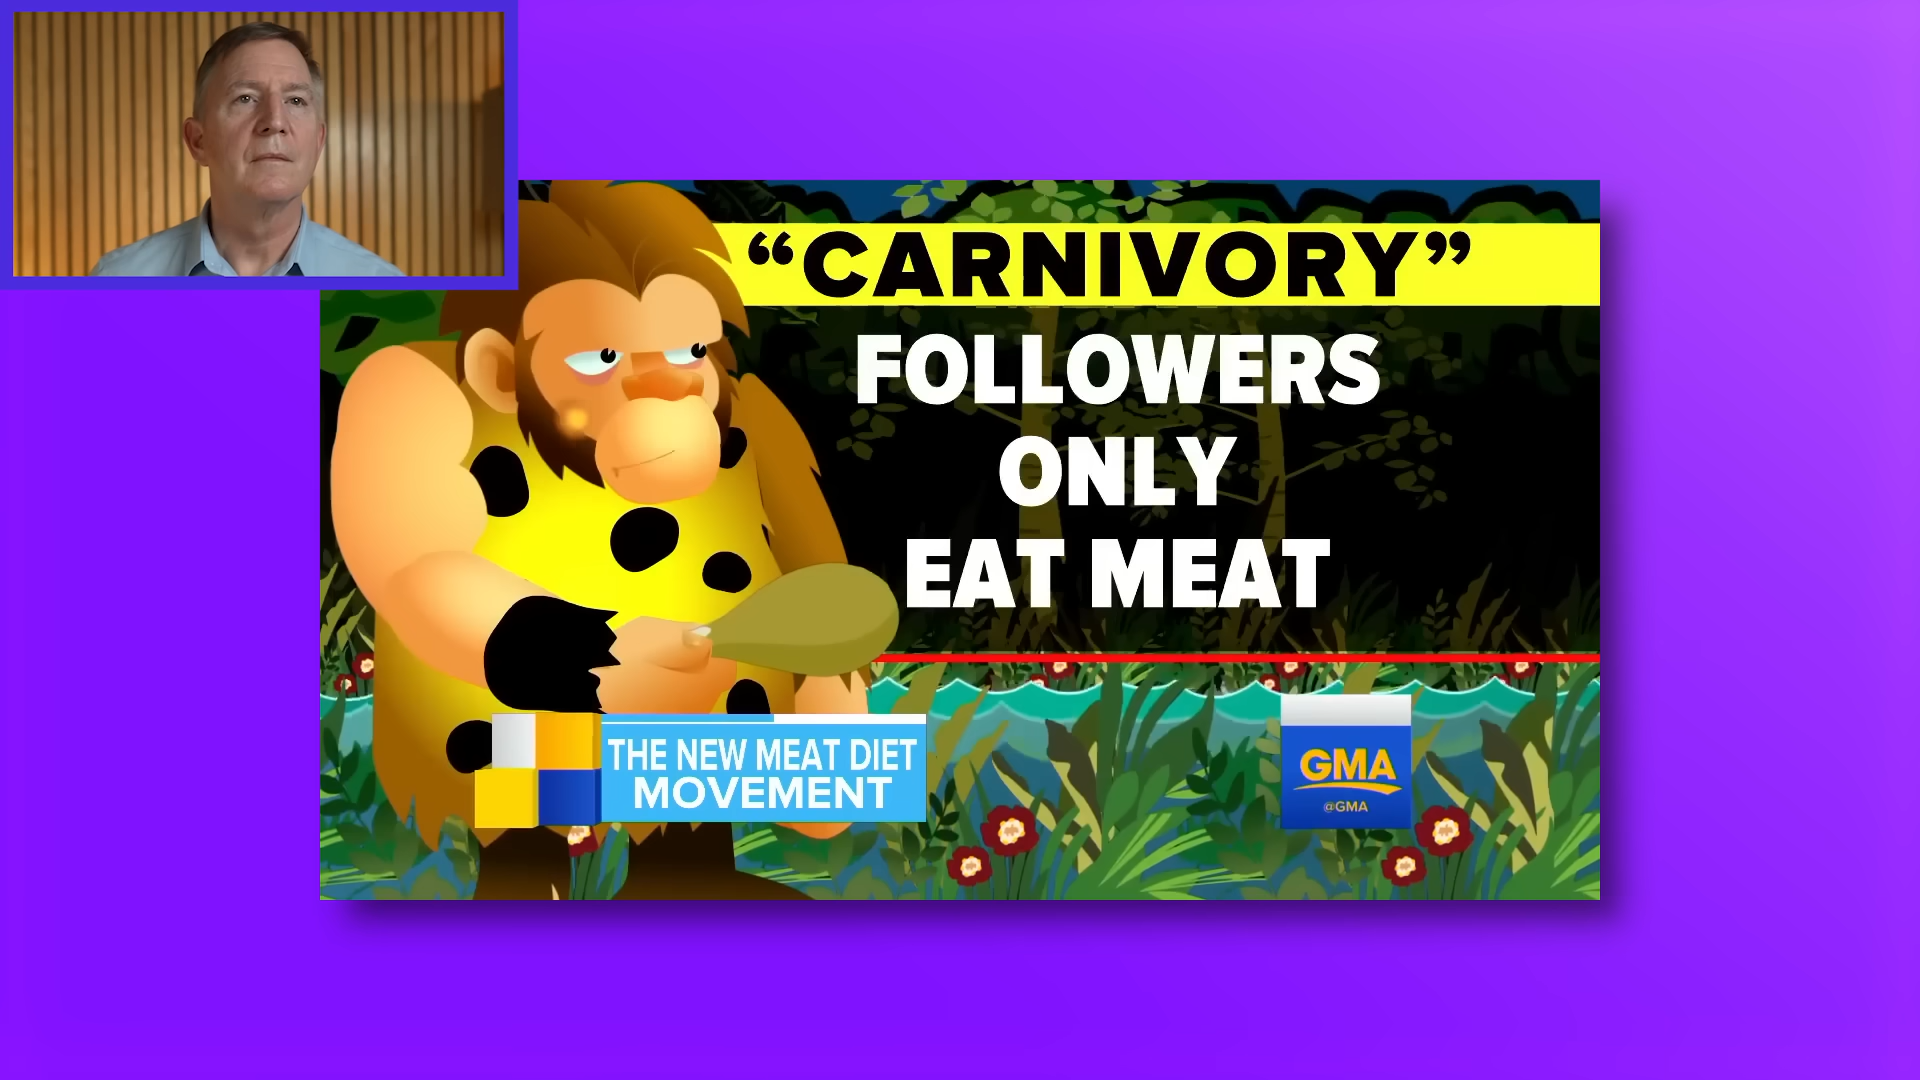 “CARNIVORY”
FOLLOWERS
ONLY
EAT MEAT
THE NEW MEAT DIET
MOVEMENT
GMA
@GMA